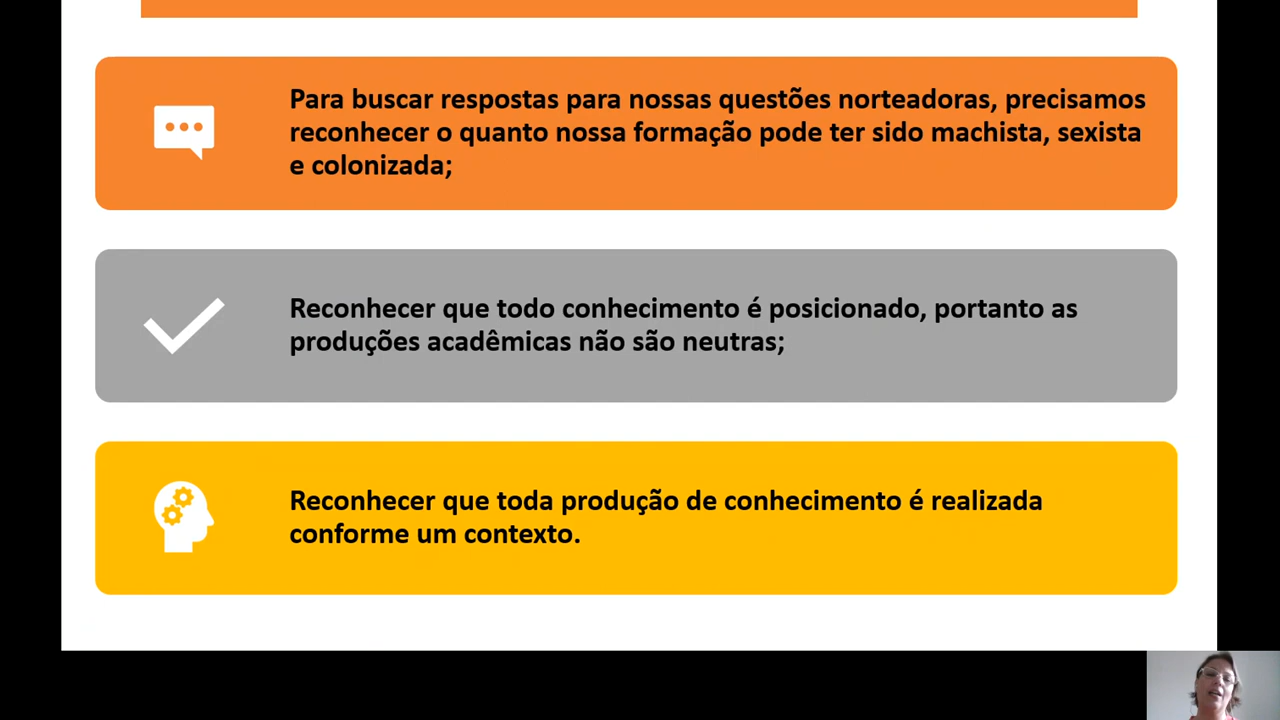 Para buscar respostas para nossas questões norteadoras, precisamos
reconhecer o quanto nossa formação pode ter sido machista, sexista
e colonizada;
Reconhecer que todo conhecimento é posicionado, portanto as
produções acadêmicas não são neutras;
Reconhecer que toda produção de conhecimento é realizada
conforme um contexto.